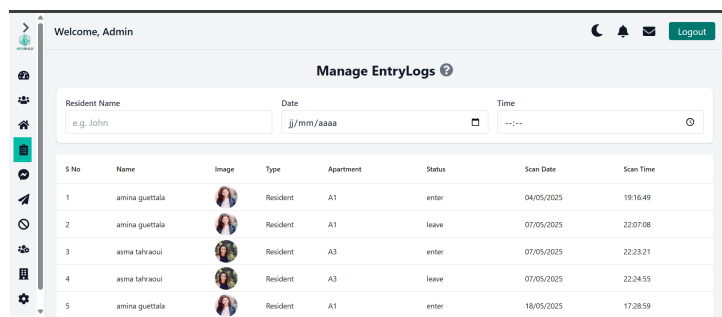 Welcome, Admin
Logout
Manage EntryLogs ?
Resident Name
Date
Time
e.g. John
jj/mm/aaaa
--:--
S No Name Image Type Apartment Status Scan Date Scan Time
1 amina guettala Resident A1 enter 04/05/2025 19:16:49
2 amina guettala Resident A1 leave 07/05/2025 22:07:08
3 asma tahraoui Resident A3 enter 07/05/2025 22:23:21
4 asma tahraoui Resident A3 leave 07/05/2025 22:24:55
5 amina guettala Resident A1 enter 18/05/2025 17:28:59